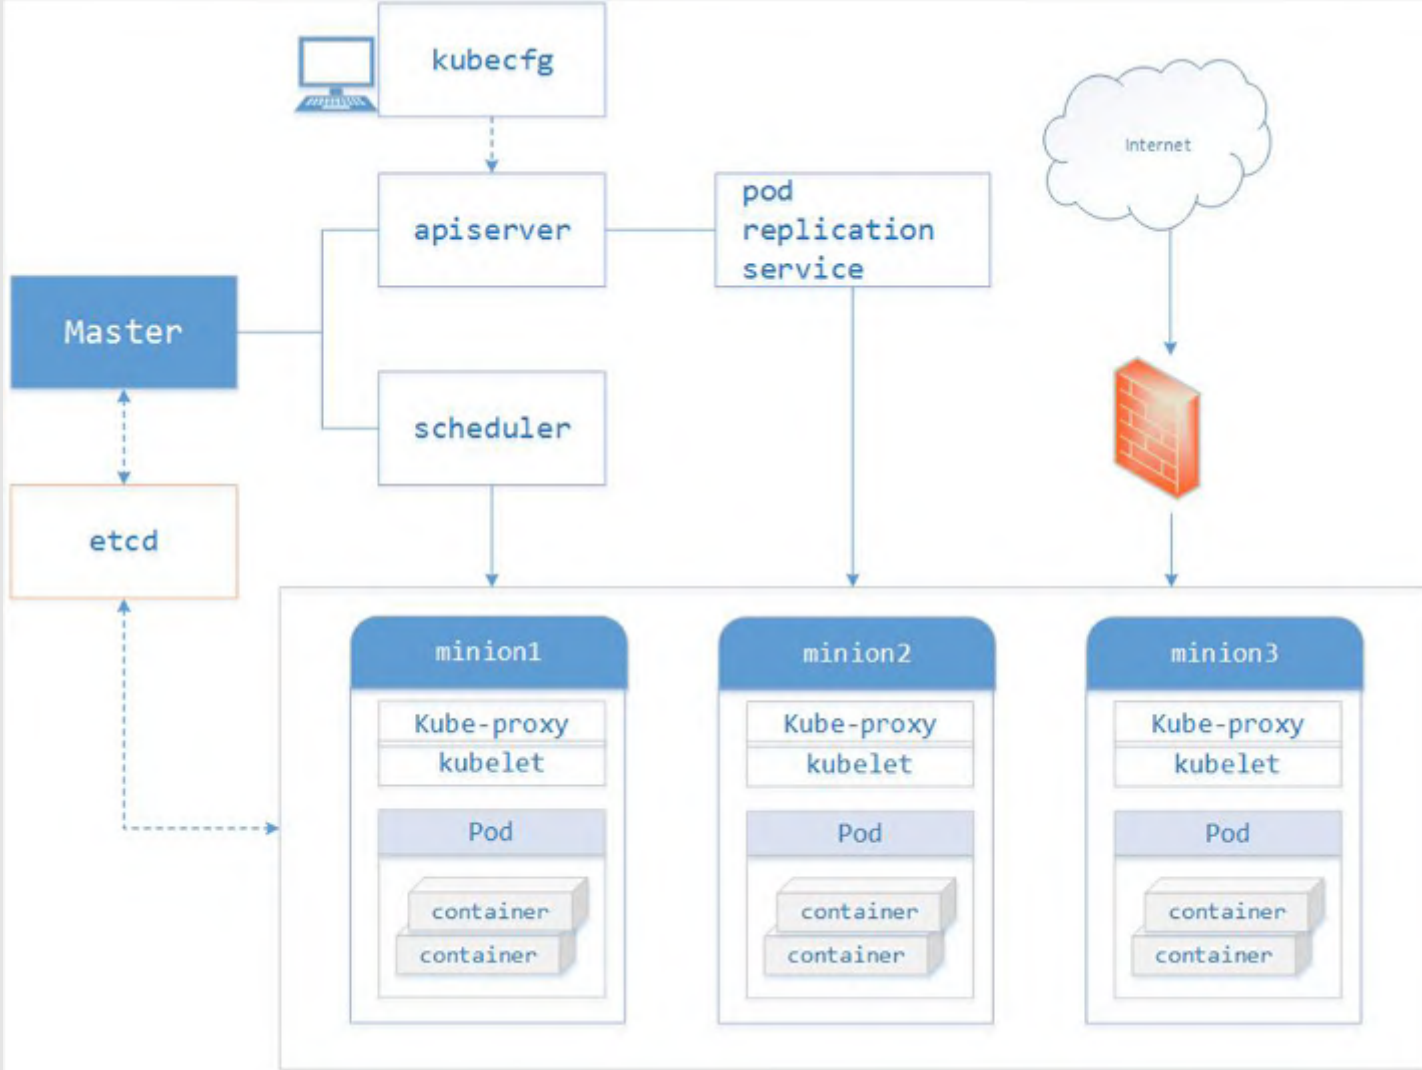 kubecfg
Internet
apiserver
pod
replication
service
Master
scheduler
etcd
minion1
minion2
minion3
Kube-proxy
Kube-proxy
Kube-proxy
kubelet
kubelet
kubelet
Pod
Pod
Pod
container
container
container
container
container
container